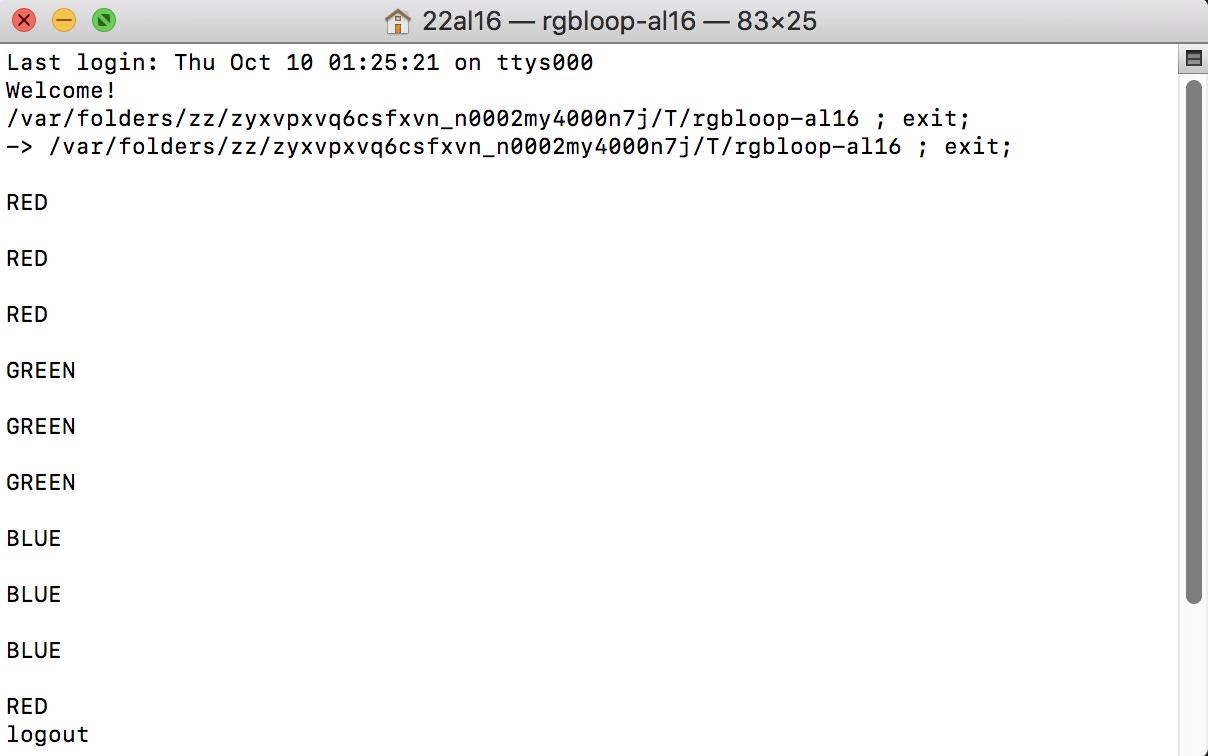 22al16 — rgbloop-al16 — 83×25
Last login: Thu Oct 10 01:25:21 on ttys000
Welcome!
/var/folders/zz/zyxvpxvq6csfxvn_n0002my4000n7j/T/rgbloop-al16 ; exit;
-> /var/folders/zz/zyxvpxvq6csfxvn_n0002my4000n7j/T/rgbloop-al16 ; exit;
RED
RED
RED
GREEN
GREEN
GREEN
BLUE
BLUE
BLUE
RED
logout